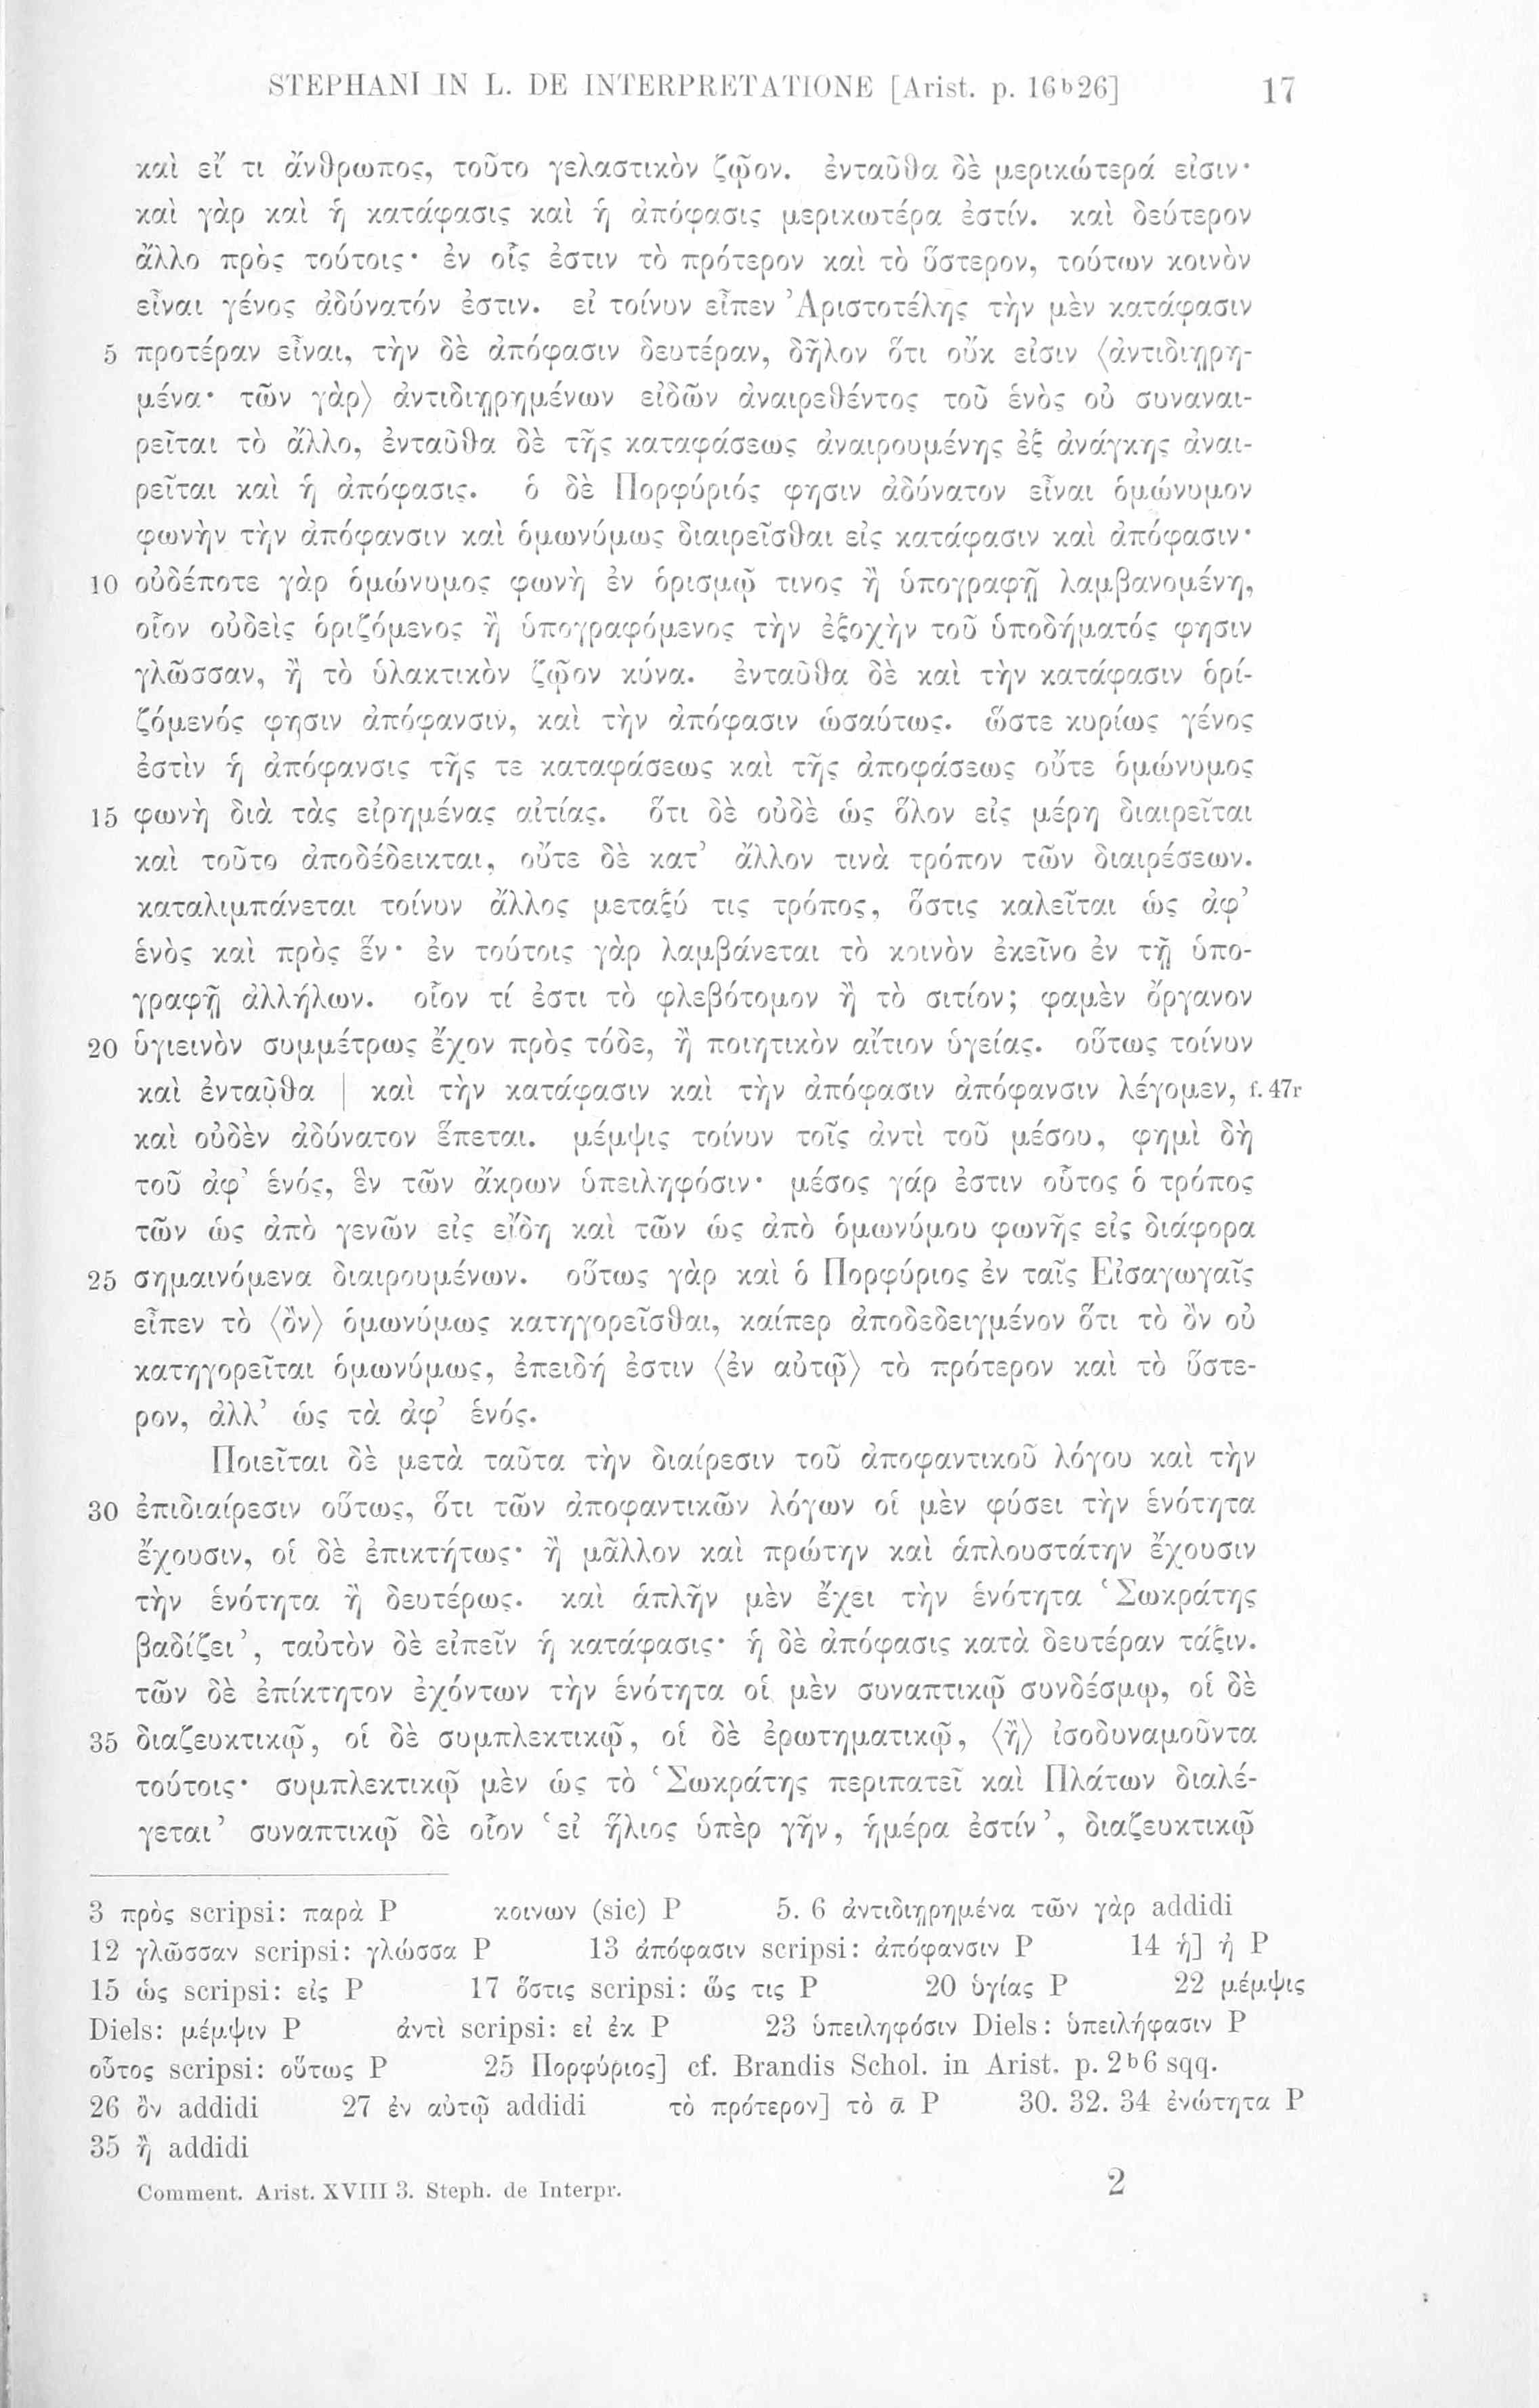 STEPHANI IN L. DE INTERPRETATIONE [Arist. p. 16ᵇ26] 17
καὶ εἴ τι ἄνθρωπος, τοῦτο γελαστικὸν ζῷον. ἐνταῦθα δὲ μερικώτερά εἰσιν·
καὶ γὰρ καὶ ἡ κατάφασις καὶ ἡ ἀπόφασις μερικωτέρα ἐστίν. καὶ δεύτερον
ἄλλο πρὸς τούτοις· ἐν οἷς ἐστιν τὸ πρότερον καὶ τὸ ὕστερον, τούτων κοινὸν
εἶναι γένος ἀδύνατόν ἐστιν. εἰ τοίνυν εἶπεν Ἀριστοτέλης τὴν μὲν κατάφασιν
5 προτέραν εἶναι, τὴν δὲ ἀπόφασιν δευτέραν, δῆλον ὅτι οὔκ εἰσιν ⟨ἀντιδιῃρη-
μένα· τῶν γὰρ⟩ ἀντιδιῃρημένων εἰδῶν ἀναιρεθέντος τοῦ ἑνὸς οὐ συναναι-
ρεῖται τὸ ἄλλο, ἐνταῦθα δὲ τῆς καταφάσεως ἀναιρουμένης ἐξ ἀνάγκης ἀναι-
ρεῖται καὶ ἡ ἀπόφασις. ὁ δὲ Πορφύριός φησιν ἀδύνατον εἶναι ὁμώνυμον
φωνὴν τὴν ἀπόφανσιν καὶ ὁμωνύμως διαιρεῖσθαι εἰς κατάφασιν καὶ ἀπόφασιν·
10 οὐδέποτε γὰρ ὁμώνυμος φωνὴ ἐν ὁρισμῷ τινος ἢ ὑπογραφῇ λαμβανομένη,
οἷον οὐδεὶς ὁριζόμενος ἢ ὑπογραφόμενος τὴν ἐξοχὴν τοῦ ὑποδήματός φησιν
γλῶσσαν, ἢ τὸ ὑλακτικὸν ζῷον κύνα. ἐνταῦθα δὲ καὶ τὴν κατάφασιν ὁρί-
ζόμενός φησιν ἀπόφανσιν, καὶ τὴν ἀπόφασιν ὡσαύτως. ὥστε κυρίως γένος
ἐστὶν ἡ ἀπόφανσις τῆς τε καταφάσεως καὶ τῆς ἀποφάσεως οὔτε ὁμώνυμος
15 φωνὴ διὰ τὰς εἰρημένας αἰτίας. ὅτι δὲ οὐδὲ ὡς ὅλον εἰς μέρη διαιρεῖται
καὶ τοῦτο ἀποδέδεικται, οὔτε δὲ κατ’ ἄλλον τινὰ τρόπον τῶν διαιρέσεων.
καταλιμπάνεται τοίνυν ἄλλος μεταξύ τις τρόπος, ὅστις καλεῖται ὡς ἀφ’
ἑνὸς καὶ πρὸς ἕν· ἐν τούτοις γὰρ λαμβάνεται τὸ κοινὸν ἐκεῖνο ἐν τῇ ὑπο-
γραφῇ ἀλλήλων. οἷον τί ἐστι τὸ φλεβότομον ἢ τὸ σιτίον; φαμὲν ὄργανον
20 ὑγιεινὸν συμμέτρως ἔχον πρὸς τόδε, ἢ ποιητικὸν αἴτιον ὑγείας. οὕτως τοίνυν
καὶ ἐνταῦθα | καὶ τὴν κατάφασιν καὶ τὴν ἀπόφασιν ἀπόφανσιν λέγομεν, f. 47r
καὶ οὐδὲν ἀδύνατον ἕπεται. μέμψις τοίνυν τοῖς ἀντὶ τοῦ μέσου, φημὶ δὴ
τοῦ ἀφ’ ἑνός, ἓν τῶν ἄκρων ὑπειληφόσιν· μέσος γάρ ἐστιν οὗτος ὁ τρόπος
τῶν ὡς ἀπὸ γενῶν εἰς εἴδη καὶ τῶν ὡς ἀπὸ ὁμωνύμου φωνῆς εἰς διάφορα
25 σημαινόμενα διαιρουμένων. οὕτως γὰρ καὶ ὁ Πορφύριος ἐν ταῖς Εἰσαγωγαῖς
εἶπεν τὸ ⟨ὂν⟩ ὁμωνύμως κατηγορεῖσθαι, καίπερ ἀποδεδειγμένον ὅτι τὸ ὂν οὐ
κατηγορεῖται ὁμωνύμως, ἐπειδή ἐστιν ⟨ἐν αὐτῷ⟩ τὸ πρότερον καὶ τὸ ὕστε-
ρον, ἀλλ’ ὡς τὰ ἀφ’ ἑνός.
Ποιεῖται δὲ μετὰ ταῦτα τὴν διαίρεσιν τοῦ ἀποφαντικοῦ λόγου καὶ τὴν
30 ἐπιδιαίρεσιν οὕτως, ὅτι τῶν ἀποφαντικῶν λόγων οἱ μὲν φύσει τὴν ἑνότητα
ἔχουσιν, οἱ δὲ ἐπικτήτως· ἢ μᾶλλον καὶ πρώτην καὶ ἁπλουστάτην ἔχουσιν
τὴν ἑνότητα ἢ δευτέρως. καὶ ἁπλῆν μὲν ἔχει τὴν ἑνότητα ‘Σωκράτης
βαδίζει’, ταὐτὸν δὲ εἰπεῖν ἡ κατάφασις· ἡ δὲ ἀπόφασις κατὰ δευτέραν τάξιν.
τῶν δὲ ἐπίκτητον ἐχόντων τὴν ἑνότητα οἱ μὲν συναπτικῷ συνδέσμῳ, οἱ δὲ
35 διαζευκτικῷ, οἱ δὲ συμπλεκτικῷ, οἱ δὲ ἐρωτηματικῷ, ⟨ἢ⟩ ἰσοδυναμοῦντα
τούτοις· συμπλεκτικῷ μὲν ὡς τὸ ‘Σωκράτης περιπατεῖ καὶ Πλάτων διαλέ-
γεται’ συναπτικῷ δὲ οἷον ‘εἰ ἥλιος ὑπὲρ γῆν, ἡμέρα ἐστίν’, διαζευκτικῷ
3 πρὸς scripsi: παρὰ P κοινων (sic) P 5. 6 ἀντιδιῃρημένα τῶν γὰρ addidi
12 γλῶσσαν scripsi: γλώσσα P 13 ἀπόφασιν scripsi: ἀπόφανσιν P 14 ἡ] ἢ P
15 ὡς scripsi: εἰς P 17 ὅστις scripsi: ὥς τις P 20 ὑγίας P 22 μέμψις
Diels: μέμψιν P ἀντὶ scripsi: εἰ ἐκ P 23 ὑπειληφόσιν Diels: ὑπειλήφασιν P
οὗτος scripsi: οὕτως P 25 Πορφύριος] cf. Brandis Schol. in Arist. p. 2ᵇ6 sqq.
26 ὂν addidi 27 ἐν αὐτῷ addidi τὸ πρότερον] τὸ ᾱ P 30. 32. 34 ἑνώτητα P
35 ἢ addidi
Comment. Arist. XVIII 3. Steph. de Interpr. 2